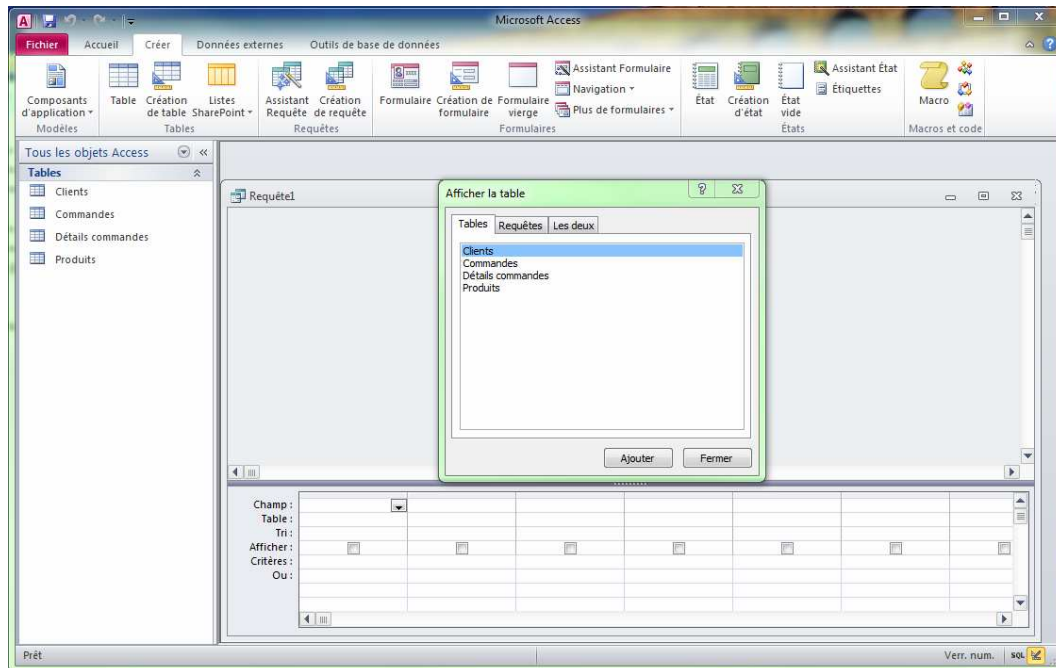 Microsoft Access
Fichier Accueil Créer Données externes Outils de base de données
Composants d'application
Table
Création de table
Listes SharePoint
Assistant Requête
Création de requête
Formulaire
Création de formulaire
Formulaire vierge
Assistant Formulaire
Navigation
Plus de formulaires
État
Création d'état
État vide
Assistant État
Étiquettes
Macro
Modèles Tables Requêtes Formulaires États Macros et code
Tous les objets Access
Tables
Clients
Commandes
Détails commandes
Produits
Requête1
Afficher la table
Tables Requêtes Les deux
Clients
Commandes
Détails commandes
Produits
Ajouter Fermer
Champ :
Table :
Tri :
Afficher :
Critères :
Ou :
Prêt Verr. num. SQL